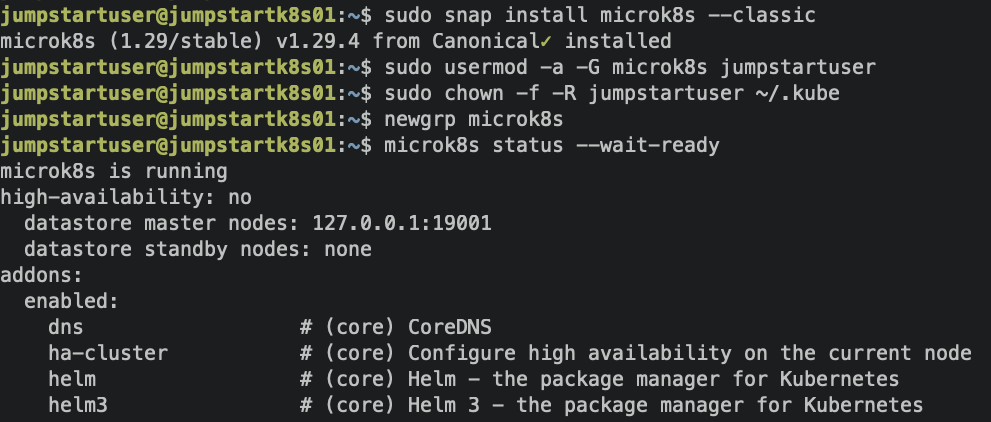 jumpstartuser@jumpstartk8s01:~$ sudo snap install microk8s --classic
microk8s (1.29/stable) v1.29.4 from Canonical✓ installed
jumpstartuser@jumpstartk8s01:~$ sudo usermod -a -G microk8s jumpstartuser
jumpstartuser@jumpstartk8s01:~$ sudo chown -f -R jumpstartuser ~/.kube
jumpstartuser@jumpstartk8s01:~$ newgrp microk8s
jumpstartuser@jumpstartk8s01:~$ microk8s status --wait-ready
microk8s is running
high-availability: no
  datastore master nodes: 127.0.0.1:19001
  datastore standby nodes: none
addons:
  enabled:
    dns                  # (core) CoreDNS
    ha-cluster           # (core) Configure high availability on the current node
    helm                 # (core) Helm - the package manager for Kubernetes
    helm3                # (core) Helm 3 - the package manager for Kubernetes